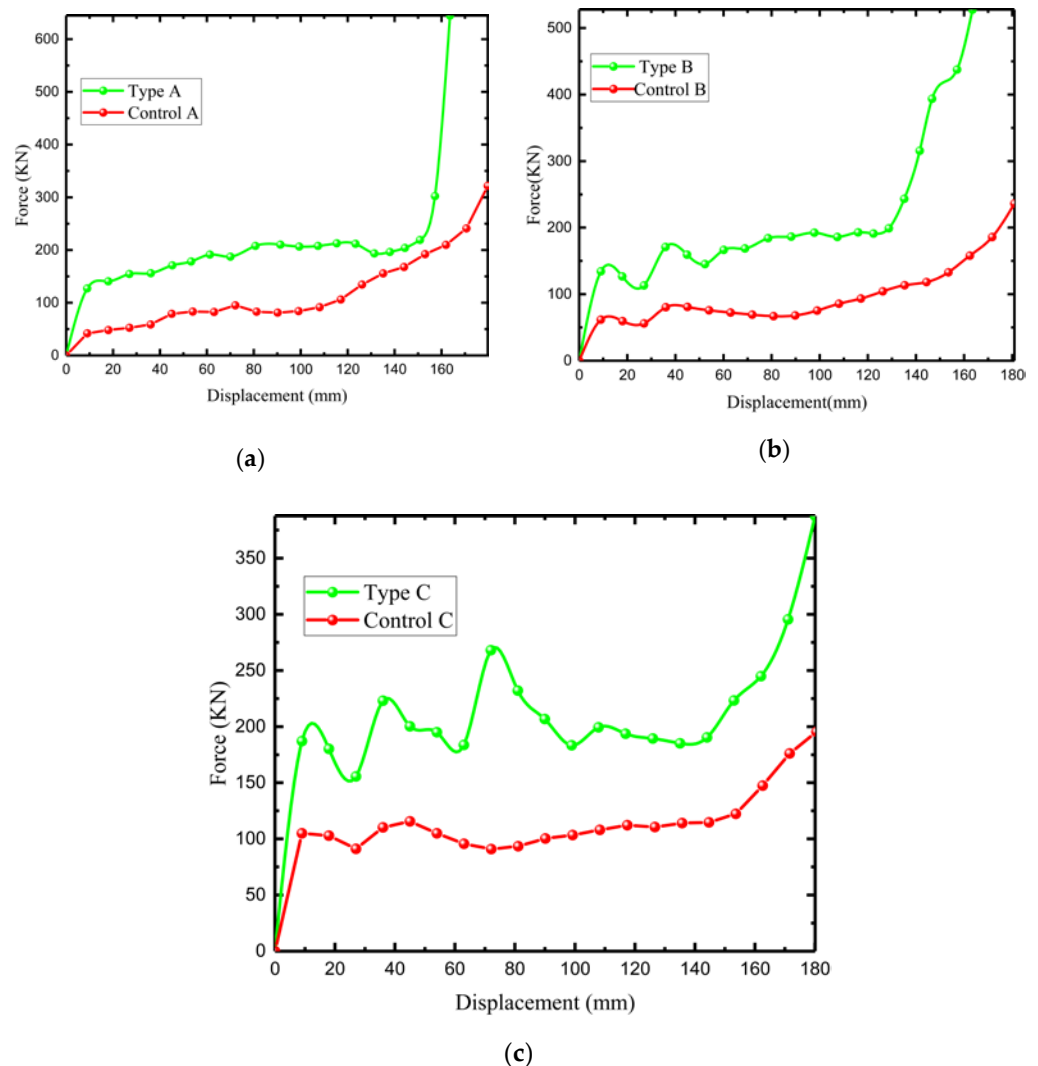 600
500
400
300
200
100
0
Force (KN)
Type A
Control A
0 20 40 60 80 100 120 140 160
Displacement (mm)
(a)
500
400
300
200
100
0
Force(KN)
Type B
Control B
0 20 40 60 80 100 120 140 160 180
Displacement(mm)
(b)
350
300
250
200
150
100
50
0
Force (KN)
Type C
Control C
0 20 40 60 80 100 120 140 160 180
Displacement (mm)
(c)